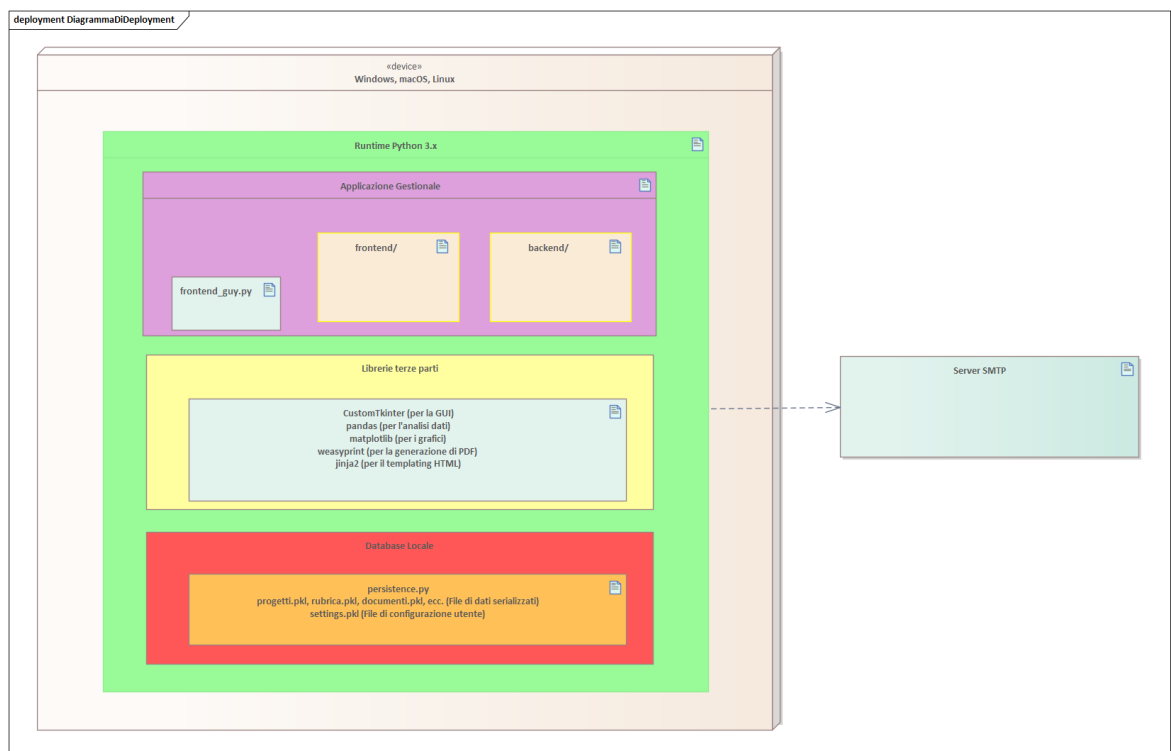 deployment DiagrammaDiDeployment
«device»
Windows, macOS, Linux
Runtime Python 3.x
Applicazione Gestionale
frontend/
backend/
frontend_guy.py
Librerie terze parti
CustomTkinter (per la GUI)
pandas (per l'analisi dati)
matplotlib (per i grafici)
weasyprint (per la generazione di PDF)
jinja2 (per il templating HTML)
Server SMTP
Database Locale
persistence.py
progetti.pkl, rubrica.pkl, documenti.pkl, ecc. (File di dati serializzati)
settings.pkl (File di configurazione utente)